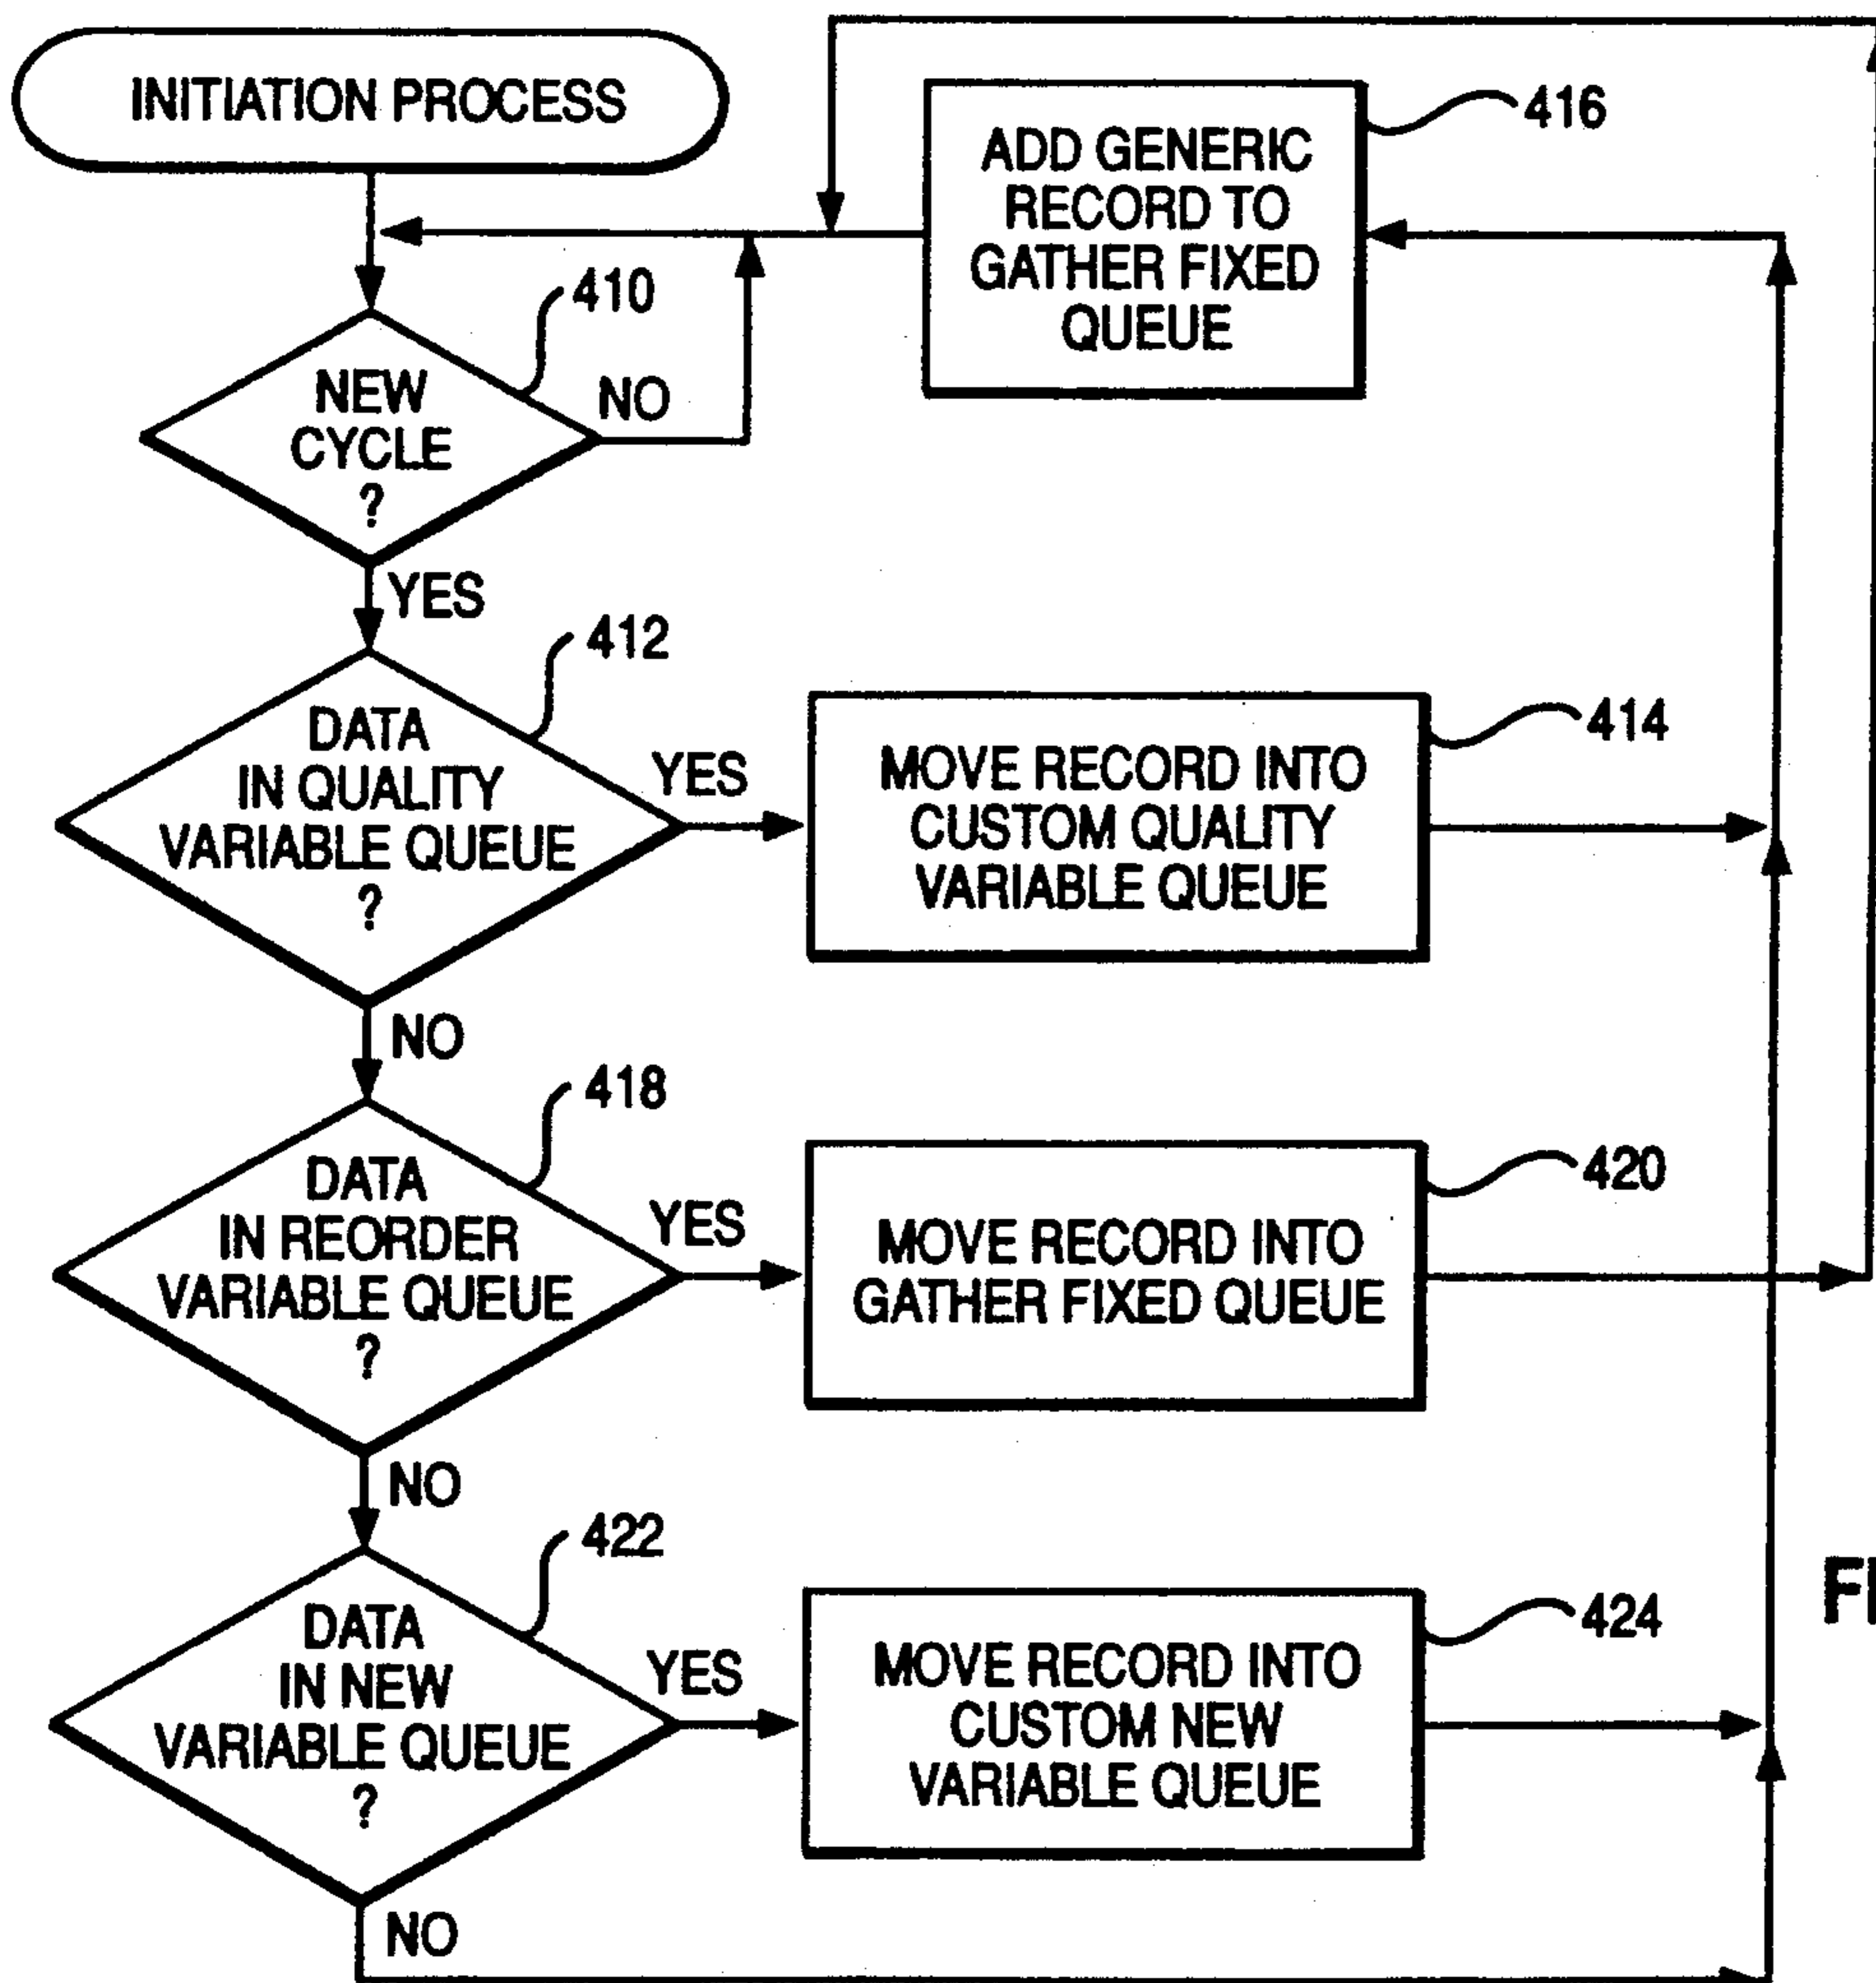 INITIATION PROCESS
416
ADD GENERIC
RECORD TO
GATHER FIXED
QUEUE
410
NEW
CYCLE
?
NO
YES
412
DATA
IN QUALITY
VARIABLE QUEUE
?
YES
414
MOVE RECORD INTO
CUSTOM QUALITY
VARIABLE QUEUE
NO
418
DATA
IN REORDER
VARIABLE QUEUE
?
YES
420
MOVE RECORD INTO
GATHER FIXED QUEUE
NO
422
DATA
IN NEW
VARIABLE QUEUE
?
YES
424
MOVE RECORD INTO
CUSTOM NEW
VARIABLE QUEUE
NO